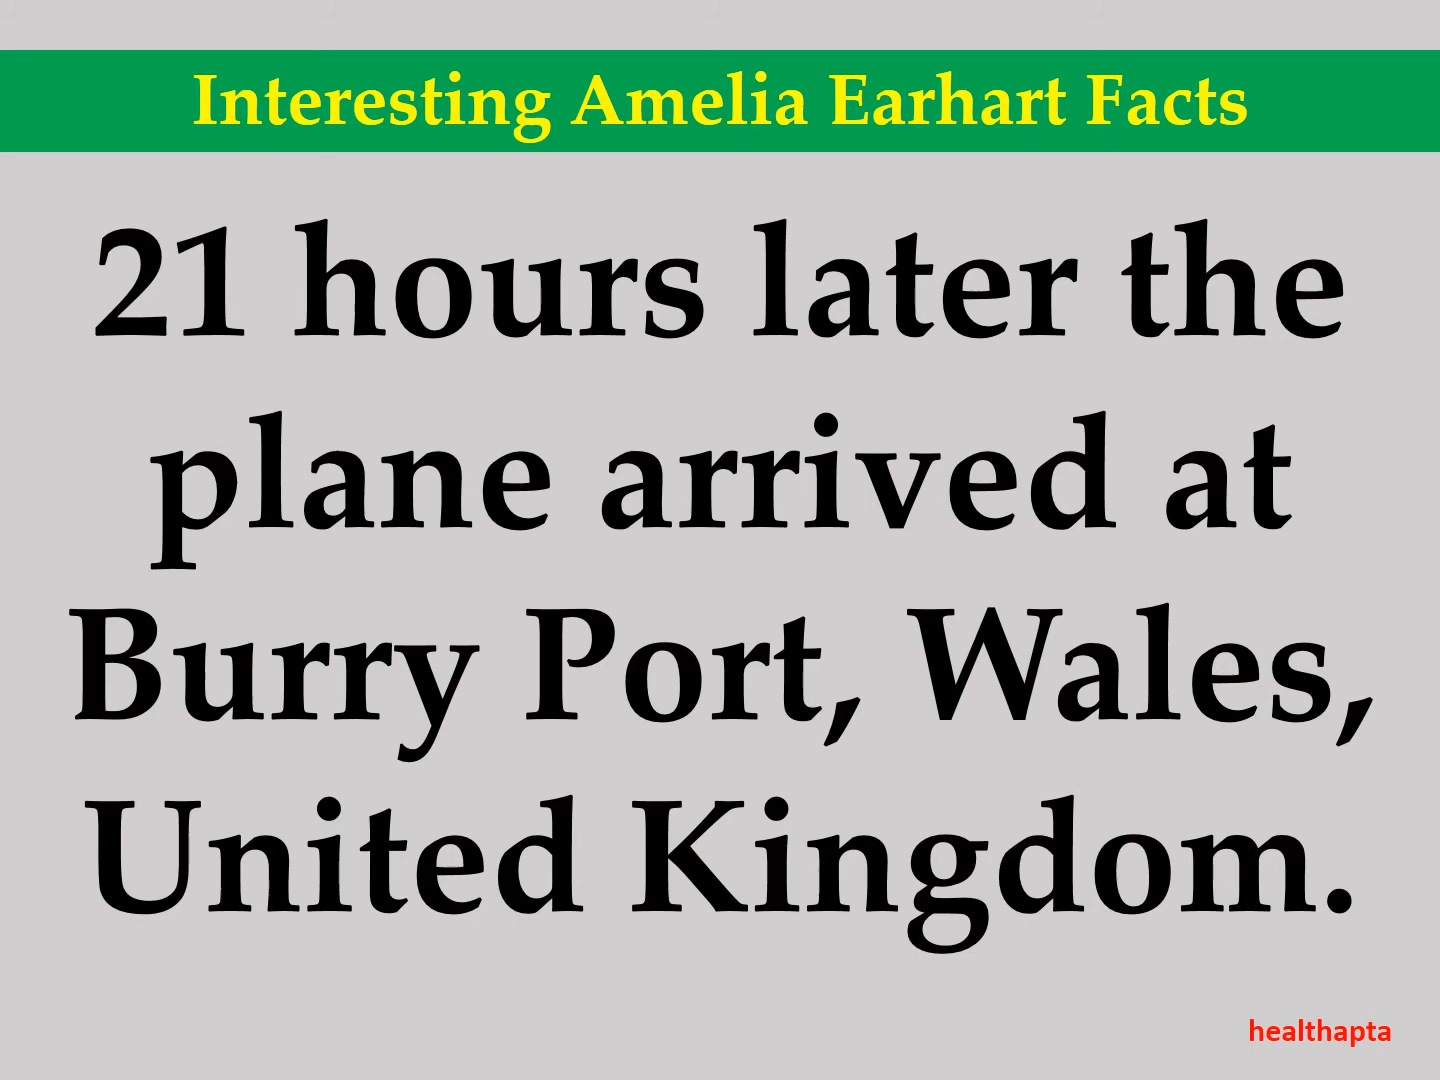 Interesting Amelia Earhart Facts
21 hours later the
plane arrived at
Burry Port, Wales,
United Kingdom.
healthapta